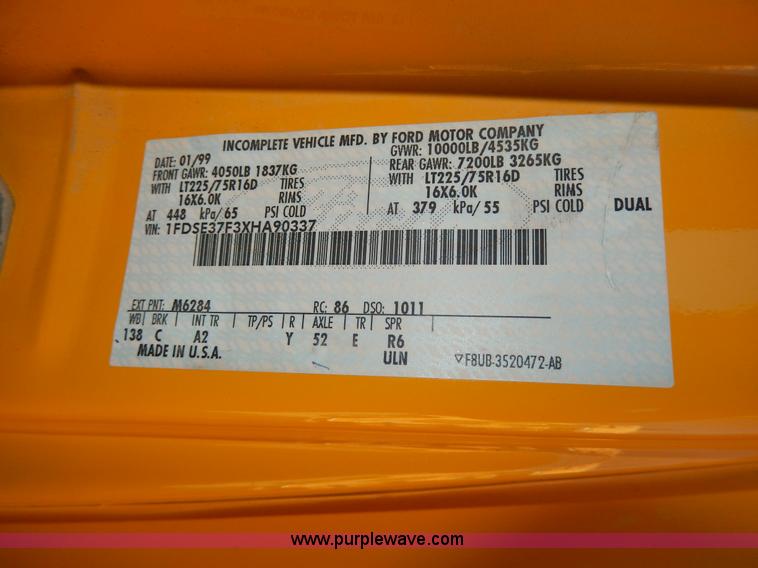 INCOMPLETE VEHICLE MFD. BY FORD MOTOR COMPANY
DATE: 01/99 GVWR: 10000LB/4535KG
FRONT GAWR: 4050LB 1837KG REAR GAWR: 7200LB 3265KG
WITH LT225/75R16D TIRES WITH LT225/75R16D TIRES
16X6.0K RIMS 16X6.0K RIMS
AT 448 kPa/65 PSI COLD AT 379 kPa/55 PSI COLD DUAL
VIN: 1FDSE37F3XHA90337
EXT PNT: M6284 RC: 86 DSO: 1011
WB BRK INT TR TP/PS R AXLE TR SPR
138 C A2 Y 52 E R6
MADE IN U.S.A. ULN ▽F8UB-3520472-AB
www.purplewave.com